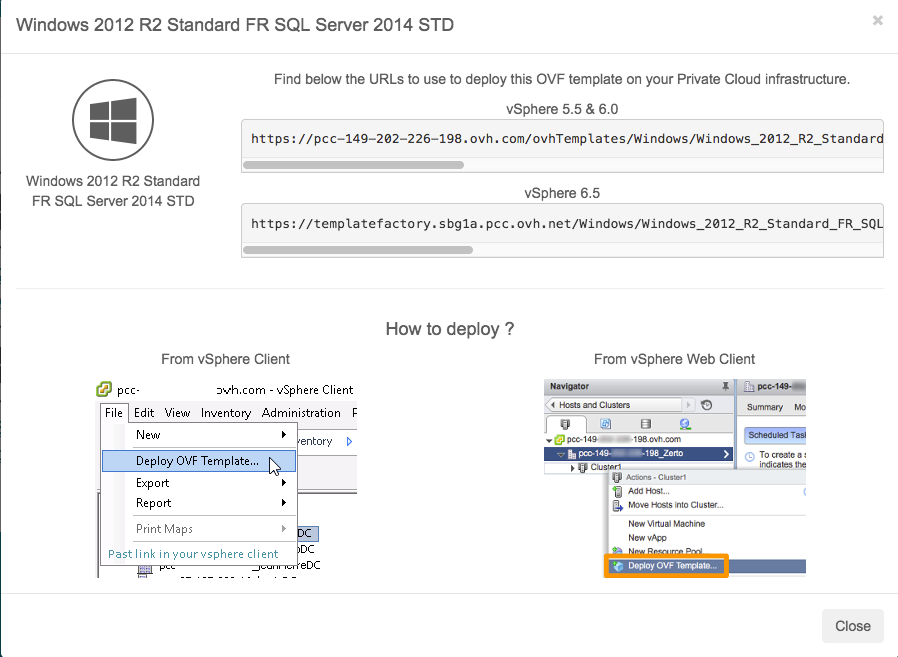 Windows 2012 R2 Standard FR SQL Server 2014 STD
×
Windows 2012 R2 Standard
FR SQL Server 2014 STD
Find below the URLs to use to deploy this OVF template on your Private Cloud infrastructure.
vSphere 5.5 & 6.0
https://pcc-149-202-226-198.ovh.com/ovhTemplates/Windows/Windows_2012_R2_Standard
vSphere 6.5
https://templatefactory.sbg1a.pcc.ovh.net/Windows/Windows_2012_R2_Standard_FR_SQL
How to deploy ?
From vSphere Client
pcc- ovh.com - vSphere Client
File Edit View Inventory Administration
New
ventory
Deploy OVF Template...
Export
Report
Print Maps
DC
DC
Past link in your vsphere client
pcc
From vSphere Web Client
Navigator
pcc-149-
Hosts and Clusters
Summary Mo
pcc-149- -198.ovh.com
Scheduled Task
pcc-149- -198_Zerto
To create a s
indicates the
Cluster1
Actions - Cluster1
Add Host...
Move Hosts into Cluster...
New Virtual Machine
New vApp
New Resource Pool
Deploy OVF Template...
Close